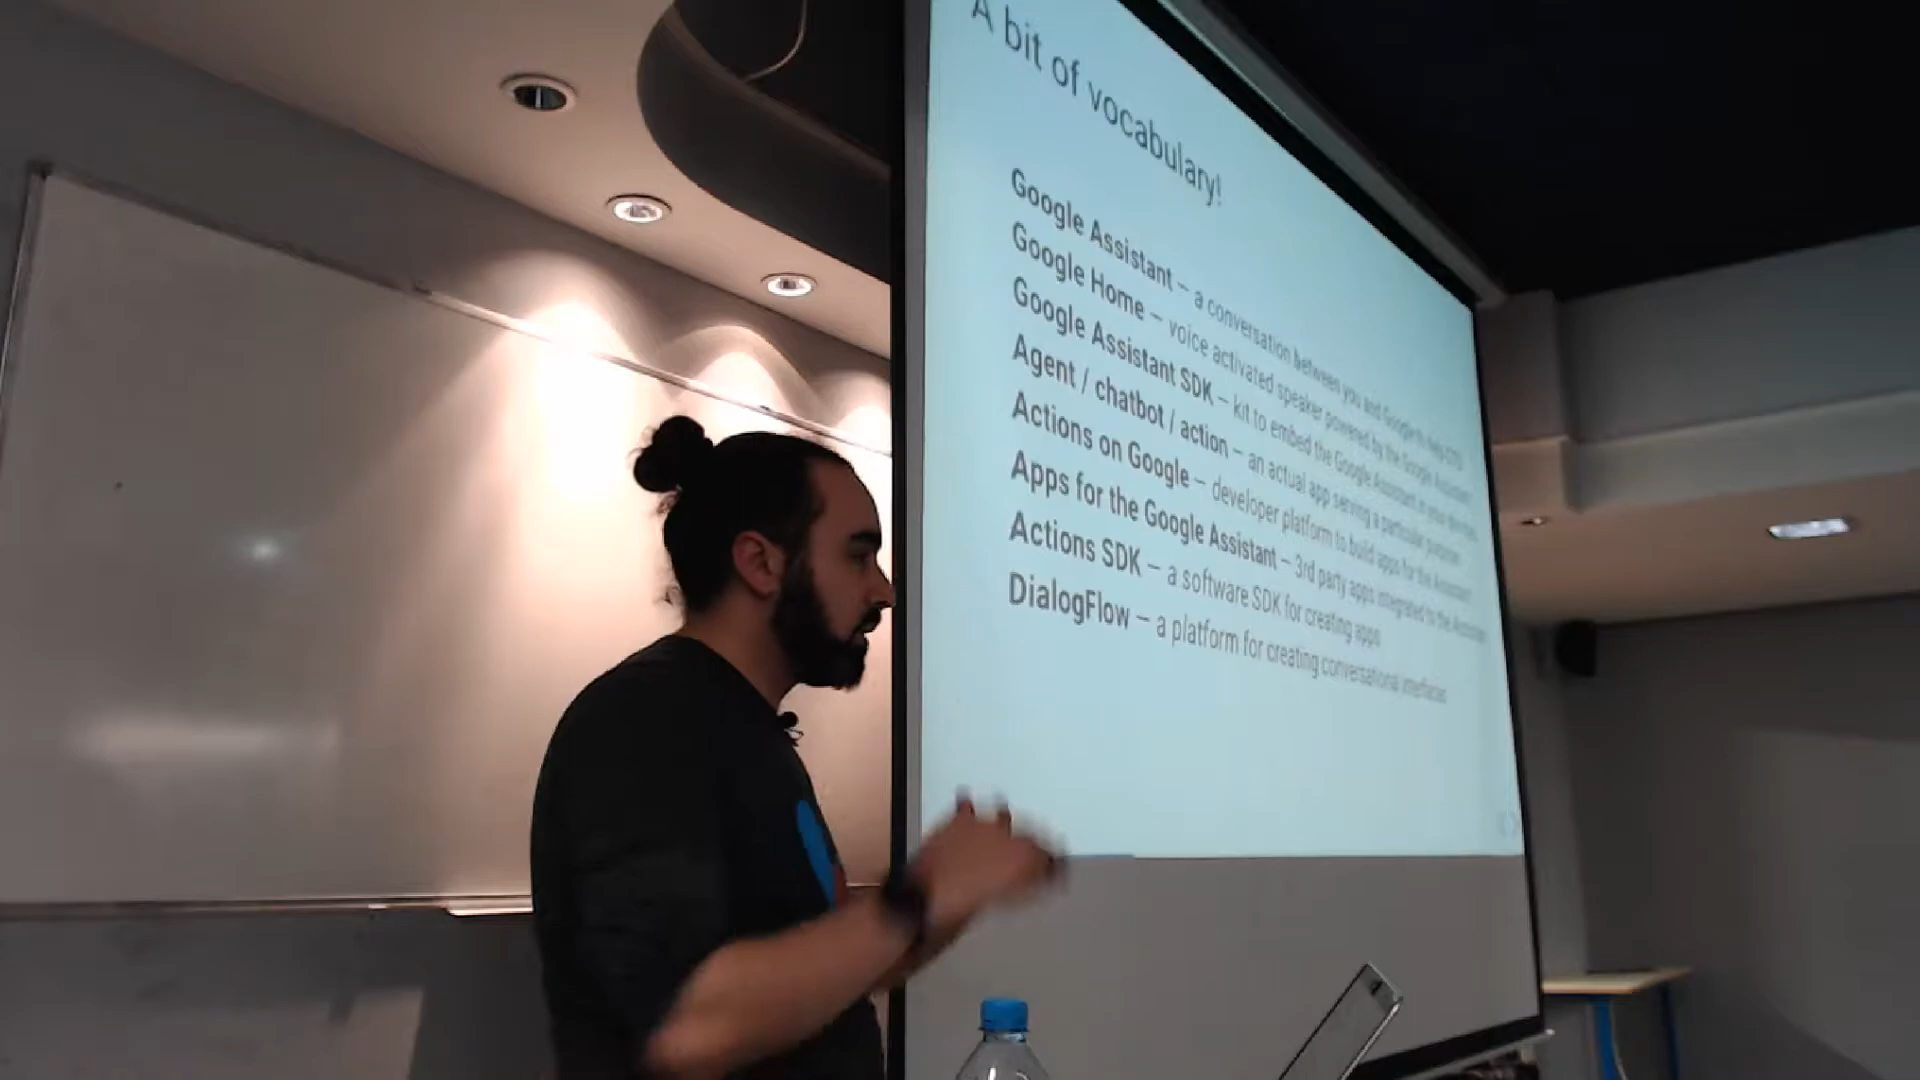 A bit of vocabulary!
Google Assistant – a conversation between you and Google to help GTD
Google Home – voice activated speaker powered by the Google Assistant
Google Assistant SDK – kit to embed the Google Assistant in your devices
Agent / chatbot / action – an actual app serving a particular purpose
Actions on Google – developer platform to build apps for the Assistant
Apps for the Google Assistant – 3rd party apps integrated to the Assistant
Actions SDK – a software SDK for creating apps
DialogFlow – a platform for creating conversational interfaces